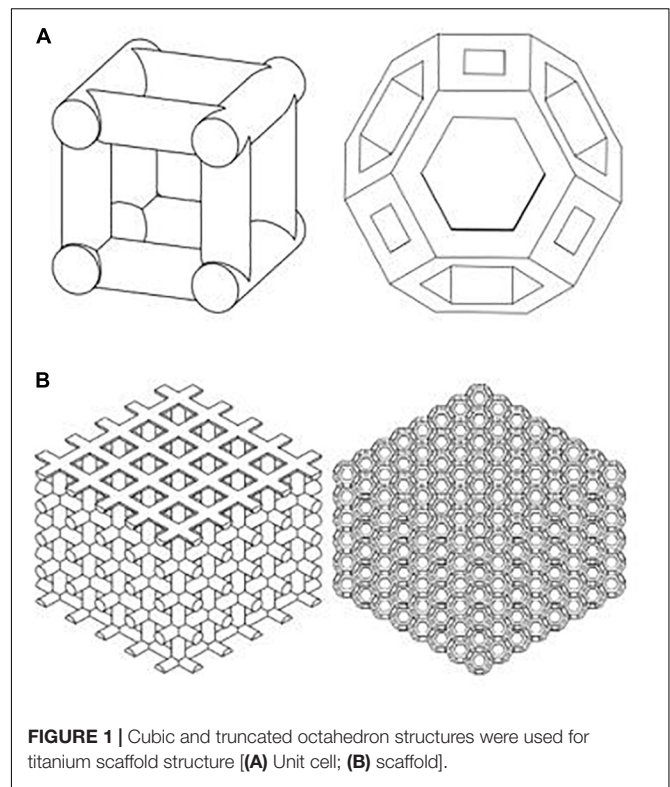 A
B
FIGURE 1 | Cubic and truncated octahedron structures were used for
titanium scaffold structure [(A) Unit cell; (B) scaffold].